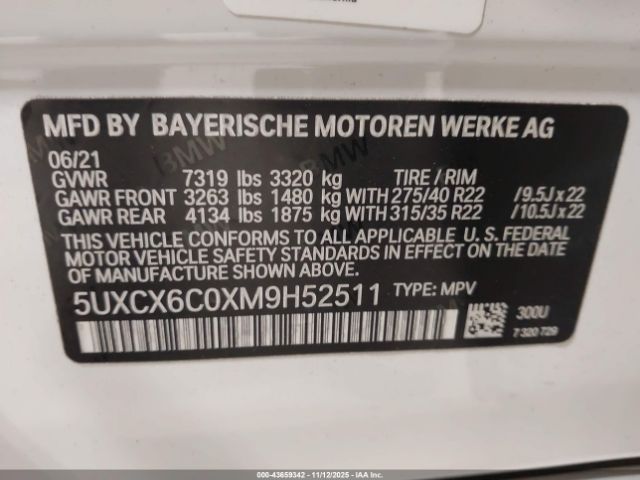 MFD BY BAYERISCHE MOTOREN WERKE AG
06/21
GVWR 7319 lbs 3320 kg TIRE / RIM
GAWR FRONT 3263 lbs 1480 kg WITH 275/40 R22 /9.5J x 22
GAWR REAR 4134 lbs 1875 kg WITH 315/35 R22 /10.5J x 22
THIS VEHICLE CONFORMS TO ALL APPLICABLE U. S. FEDERAL
MOTOR VEHICLE SAFETY STANDARDS IN EFFECT ON THE
DATE OF MANUFACTURE SHOWN ABOVE.
5UXCX6C0XM9H52511 TYPE: MPV
300U
7 320 729
000-43659342 - 11/12/2025 - IAA